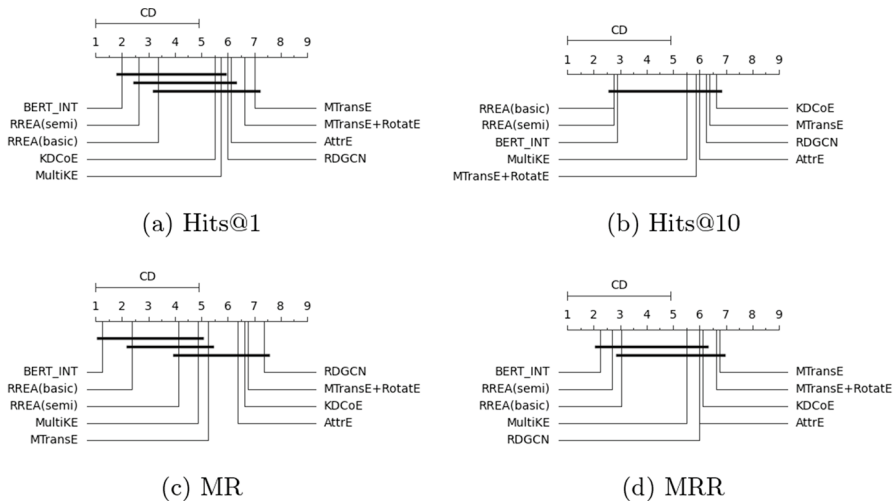 CD
1 2 3 4 5 6 7 8 9
BERT_INT
RREA(semi)
RREA(basic)
KDCoE
MultiKE
MTransE
MTransE+RotatE
AttrE
RDGCN
(a) Hits@1
CD
1 2 3 4 5 6 7 8 9
RREA(basic)
RREA(semi)
BERT_INT
MultiKE
MTransE+RotatE
KDCoE
MTransE
RDGCN
AttrE
(b) Hits@10
CD
1 2 3 4 5 6 7 8 9
BERT_INT
RREA(basic)
RREA(semi)
MultiKE
MTransE
RDGCN
MTransE+RotatE
KDCoE
AttrE
(c) MR
CD
1 2 3 4 5 6 7 8 9
BERT_INT
RREA(semi)
RREA(basic)
MultiKE
RDGCN
MTransE
MTransE+RotatE
KDCoE
AttrE
(d) MRR